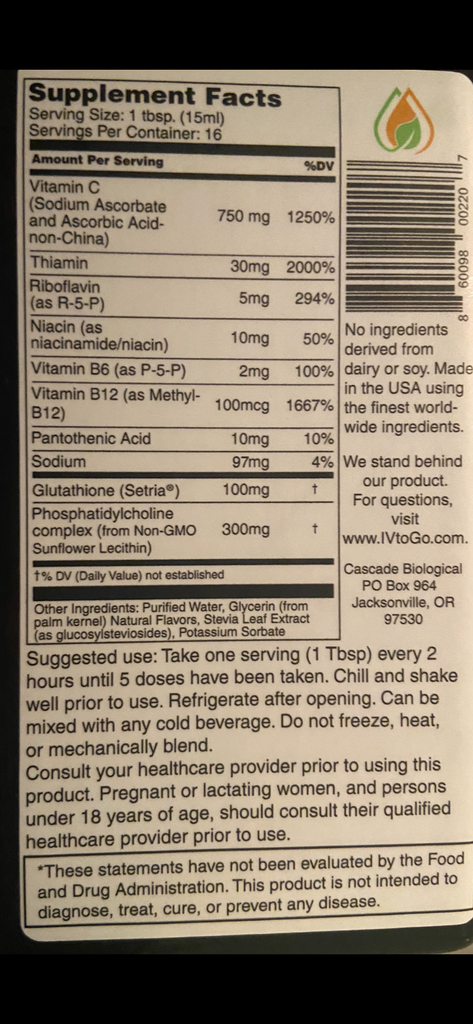 Supplement Facts
Serving Size: 1 tbsp. (15ml)
Servings Per Container: 16
Amount Per Serving %DV
Vitamin C
(Sodium Ascorbate
and Ascorbic Acid-
non-China) 750 mg 1250%
Thiamin 30mg 2000%
Riboflavin
(as R-5-P) 5mg 294%
Niacin (as
niacinamide/niacin) 10mg 50%
Vitamin B6 (as P-5-P) 2mg 100%
Vitamin B12 (as Methyl-
B12) 100mcg 1667%
Pantothenic Acid 10mg 10%
Sodium 97mg 4%
Glutathione (Setria®) 100mg †
Phosphatidylcholine
complex (from Non-GMO
Sunflower Lecithin) 300mg †
†% DV (Daily Value) not established
Other Ingredients: Purified Water, Glycerin (from
palm kernel) Natural Flavors, Stevia Leaf Extract
(as glucosylsteviosides), Potassium Sorbate
8 60098 00220 7
No ingredients
derived from
dairy or soy. Made
in the USA using
the finest world-
wide ingredients.
We stand behind
our product.
For questions,
visit
www.IVtoGo.com.
Cascade Biological
PO Box 964
Jacksonville, OR
97530
Suggested use: Take one serving (1 Tbsp) every 2
hours until 5 doses have been taken. Chill and shake
well prior to use. Refrigerate after opening. Can be
mixed with any cold beverage. Do not freeze, heat,
or mechanically blend.
Consult your healthcare provider prior to using this
product. Pregnant or lactating women, and persons
under 18 years of age, should consult their qualified
healthcare provider prior to use.
*These statements have not been evaluated by the Food
and Drug Administration. This product is not intended to
diagnose, treat, cure, or prevent any disease.